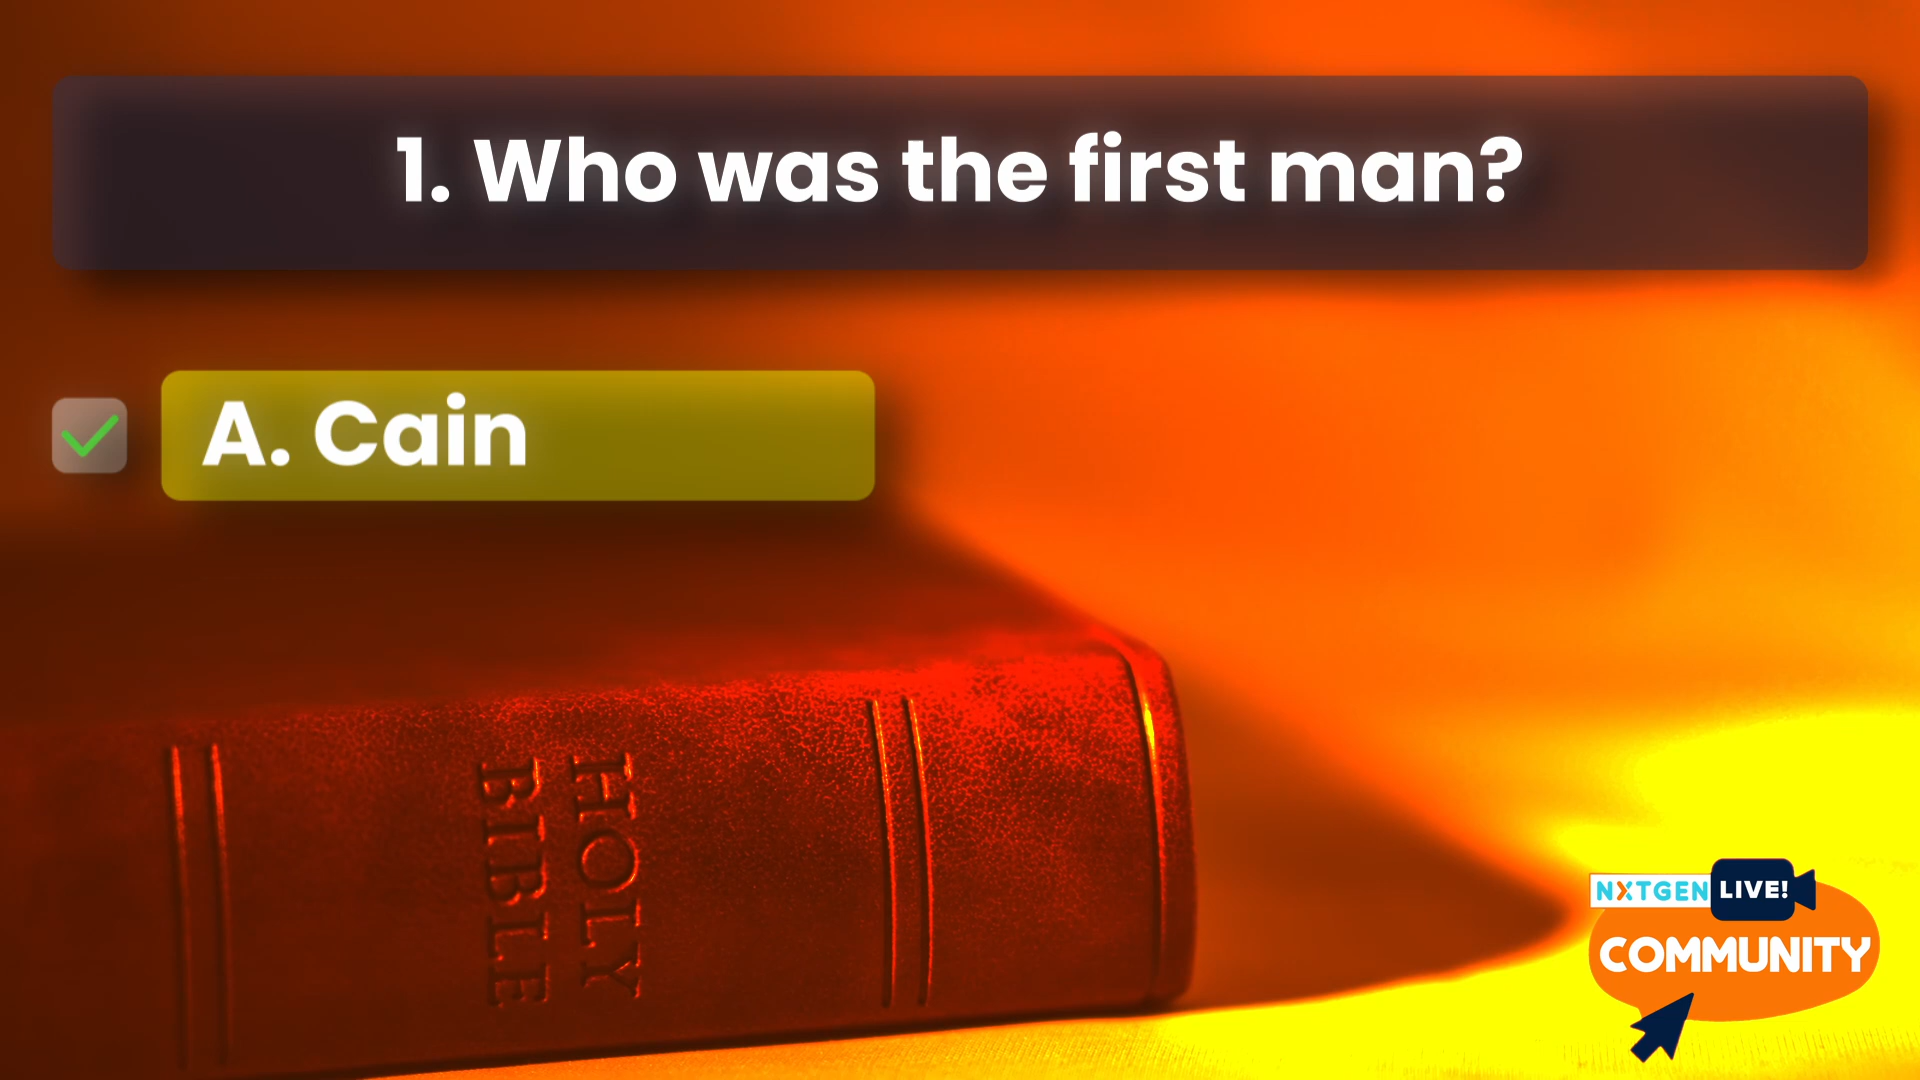 1. Who was the first man?
A. Cain
HOLY
BIBLE
NXTGEN LIVE!
COMMUNITY